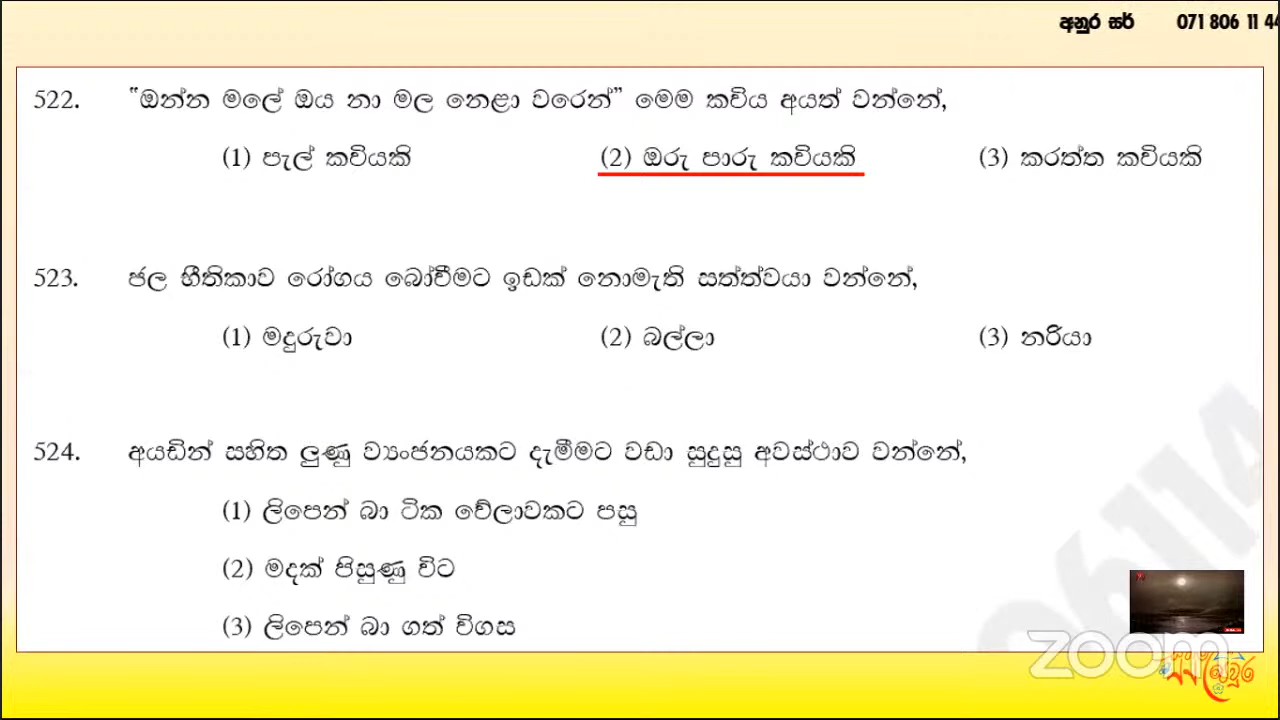 අනුර සර් 071 806 11 44
522. “ඔන්න මලේ ඔය නා මල නෙළා වරෙන්” මෙම කවිය අයත් වන්නේ,
(1) පැල් කවියකි (2) ඔරු පාරු කවියකි (3) කරත්ත කවියකි
523. ජල භීතිකාව රෝගය බෝවීමට ඉඩක් නොමැති සත්ත්වයා වන්නේ,
(1) මදුරුවා (2) බල්ලා (3) නරියා
524. අයඩින් සහිත ලුණු ව්‍යංජනයකට දැමීමට වඩා සුදුසු අවස්ථාව වන්නේ,
(1) ලිපෙන් බා ටික වේලාවකට පසු
(2) මදක් පිසුණු විට
(3) ලිපෙන් බා ගත් විගස
zoom